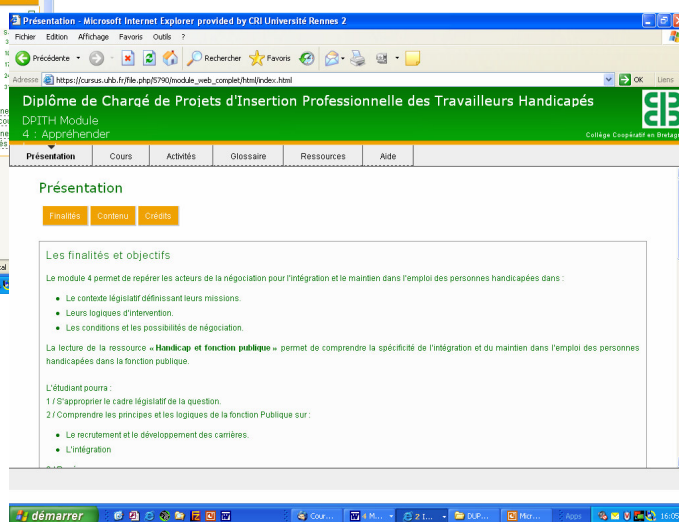 Présentation - Microsoft Internet Explorer provided by CRI Université Rennes 2
Fichier Edition Affichage Favoris Outils ?
Précédente Rechercher Favoris
Adresse https://cursus.uhb.fr/file.php/5790/module_web_complet/html/index.html OK Liens
Diplôme de Chargé de Projets d'Insertion Professionnelle des Travailleurs Handicapés
DPITH Module
4 : Appréhender
Collège Coopératif en Bretagne
Présentation Cours Activités Glossaire Ressources Aide
Présentation
Finalités Contenu Crédits
Les finalités et objectifs
Le module 4 permet de repérer les acteurs de la négociation pour l'intégration et le maintien dans l'emploi des personnes handicapées dans :
• Le contexte législatif définissant leurs missions.
• Leurs logiques d'intervention.
• Les conditions et les possibilités de négociation.
La lecture de la ressource « Handicap et fonction publique » permet de comprendre la spécificité de l'intégration et du maintien dans l'emploi des personnes
handicapées dans la fonction publique.
L'étudiant pourra :
1 / S'approprier le cadre législatif de la question.
2 / Comprendre les principes et les logiques de la fonction Publique sur :
• Le recrutement et le développement des carrières.
• L'intégration
démarrer Cour... 4 M... 2 I... DUP... Micr... Apps 16:05